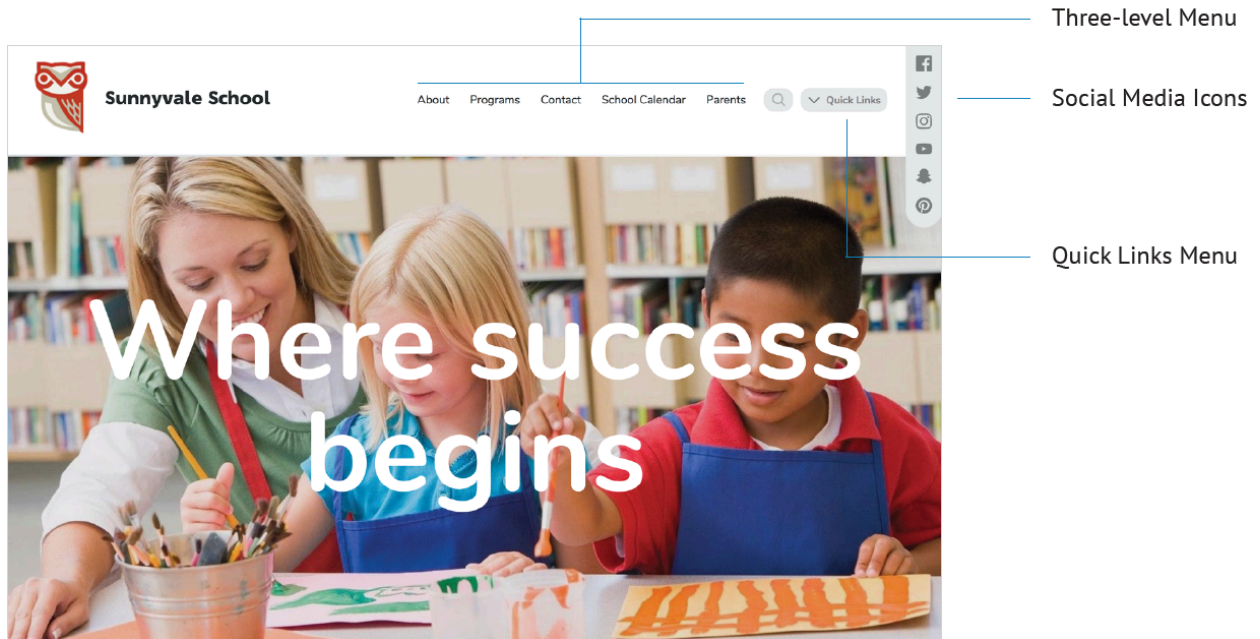 Three-level Menu
Sunnyvale School
About Programs Contact School Calendar Parents Quick Links
Social Media Icons
Quick Links Menu
Where success
begins